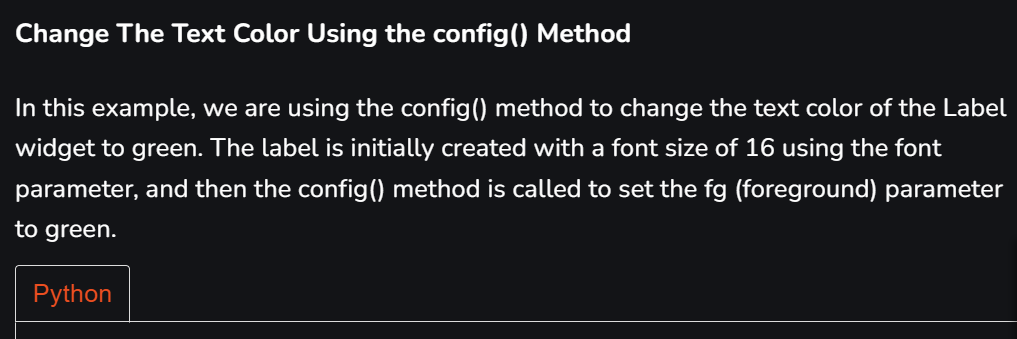 Change The Text Color Using the config() Method
In this example, we are using the config() method to change the text color of the Label
widget to green. The label is initially created with a font size of 16 using the font
parameter, and then the config() method is called to set the fg (foreground) parameter
to green.
Python